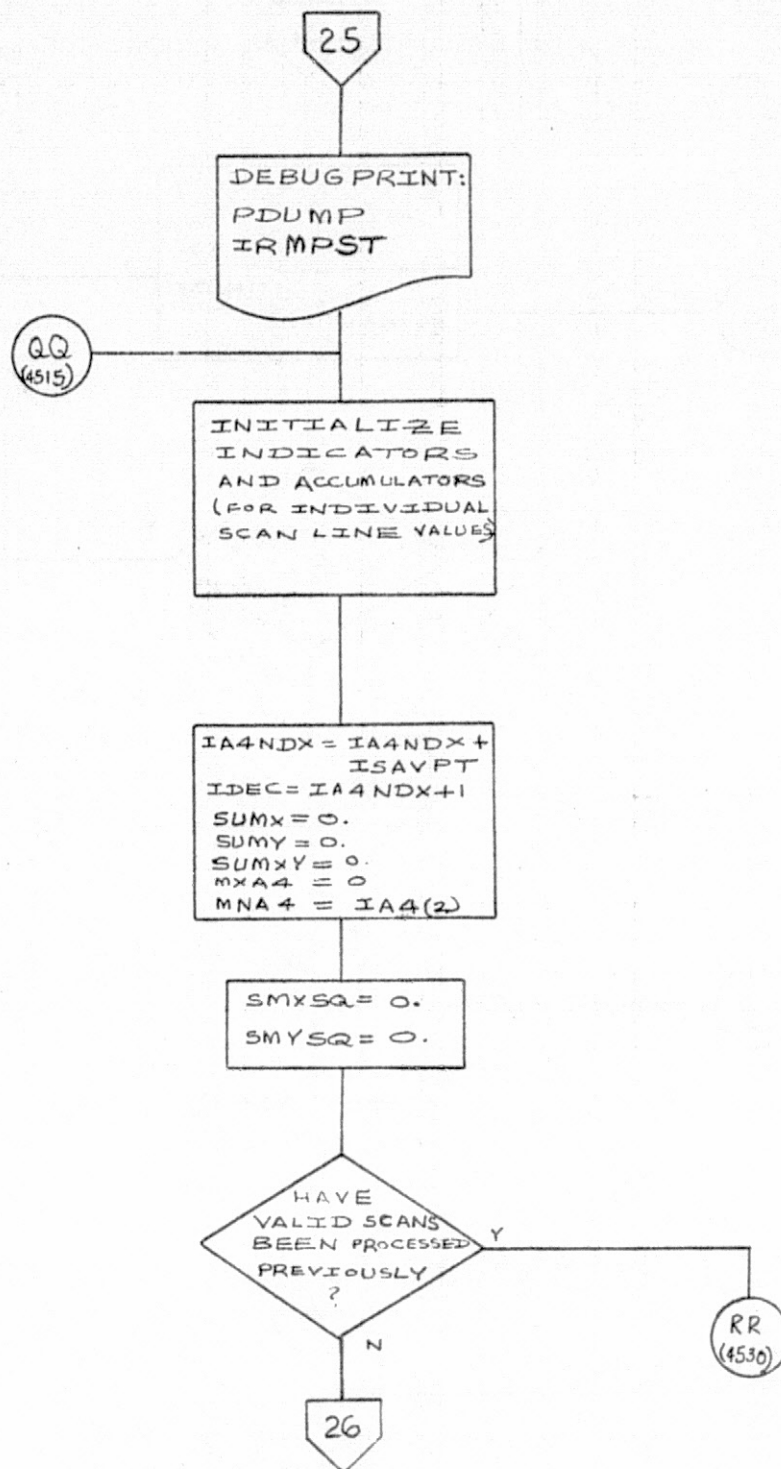 25
DEBUG PRINT:
PDUMP
IRMPST
QQ
(4515)
INITIALIZE
INDICATORS
AND ACCUMULATORS
(FOR INDIVIDUAL
SCAN LINE VALUES)
IA4NDX = IA4NDX +
ISAVPT
IDEC = IA4NDX+1
SUMX = 0.
SUMY = 0.
SUMXY = 0.
MXA4 = 0
MNA4 = IA4(2)
SMXSQ = 0.
SMYSQ = 0.
HAVE
VALID SCANS
BEEN PROCESSED
PREVIOUSLY
?
Y
N
RR
(4530)
26